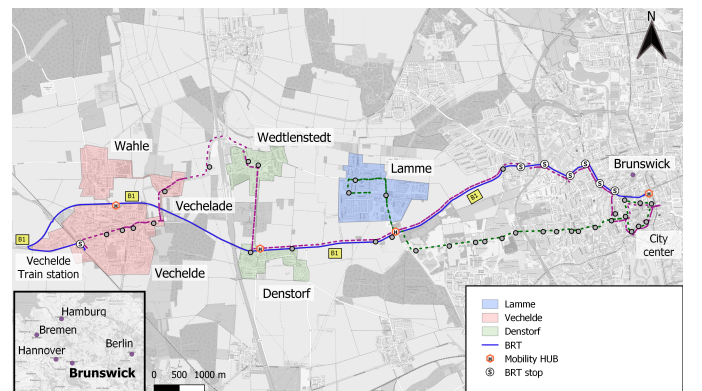 N
Wahle
Wedtlenstedt
Lamme
Brunswick
B1
B1
Vechelade
B1
B1
Vechelde
Train station
Vechelde
Denstorf
City
center
Hamburg
Bremen
Hannover
Berlin
Brunswick
0 500 1000 m
Lamme
Vechelde
Denstorf
BRT
H Mobility HUB
S BRT stop